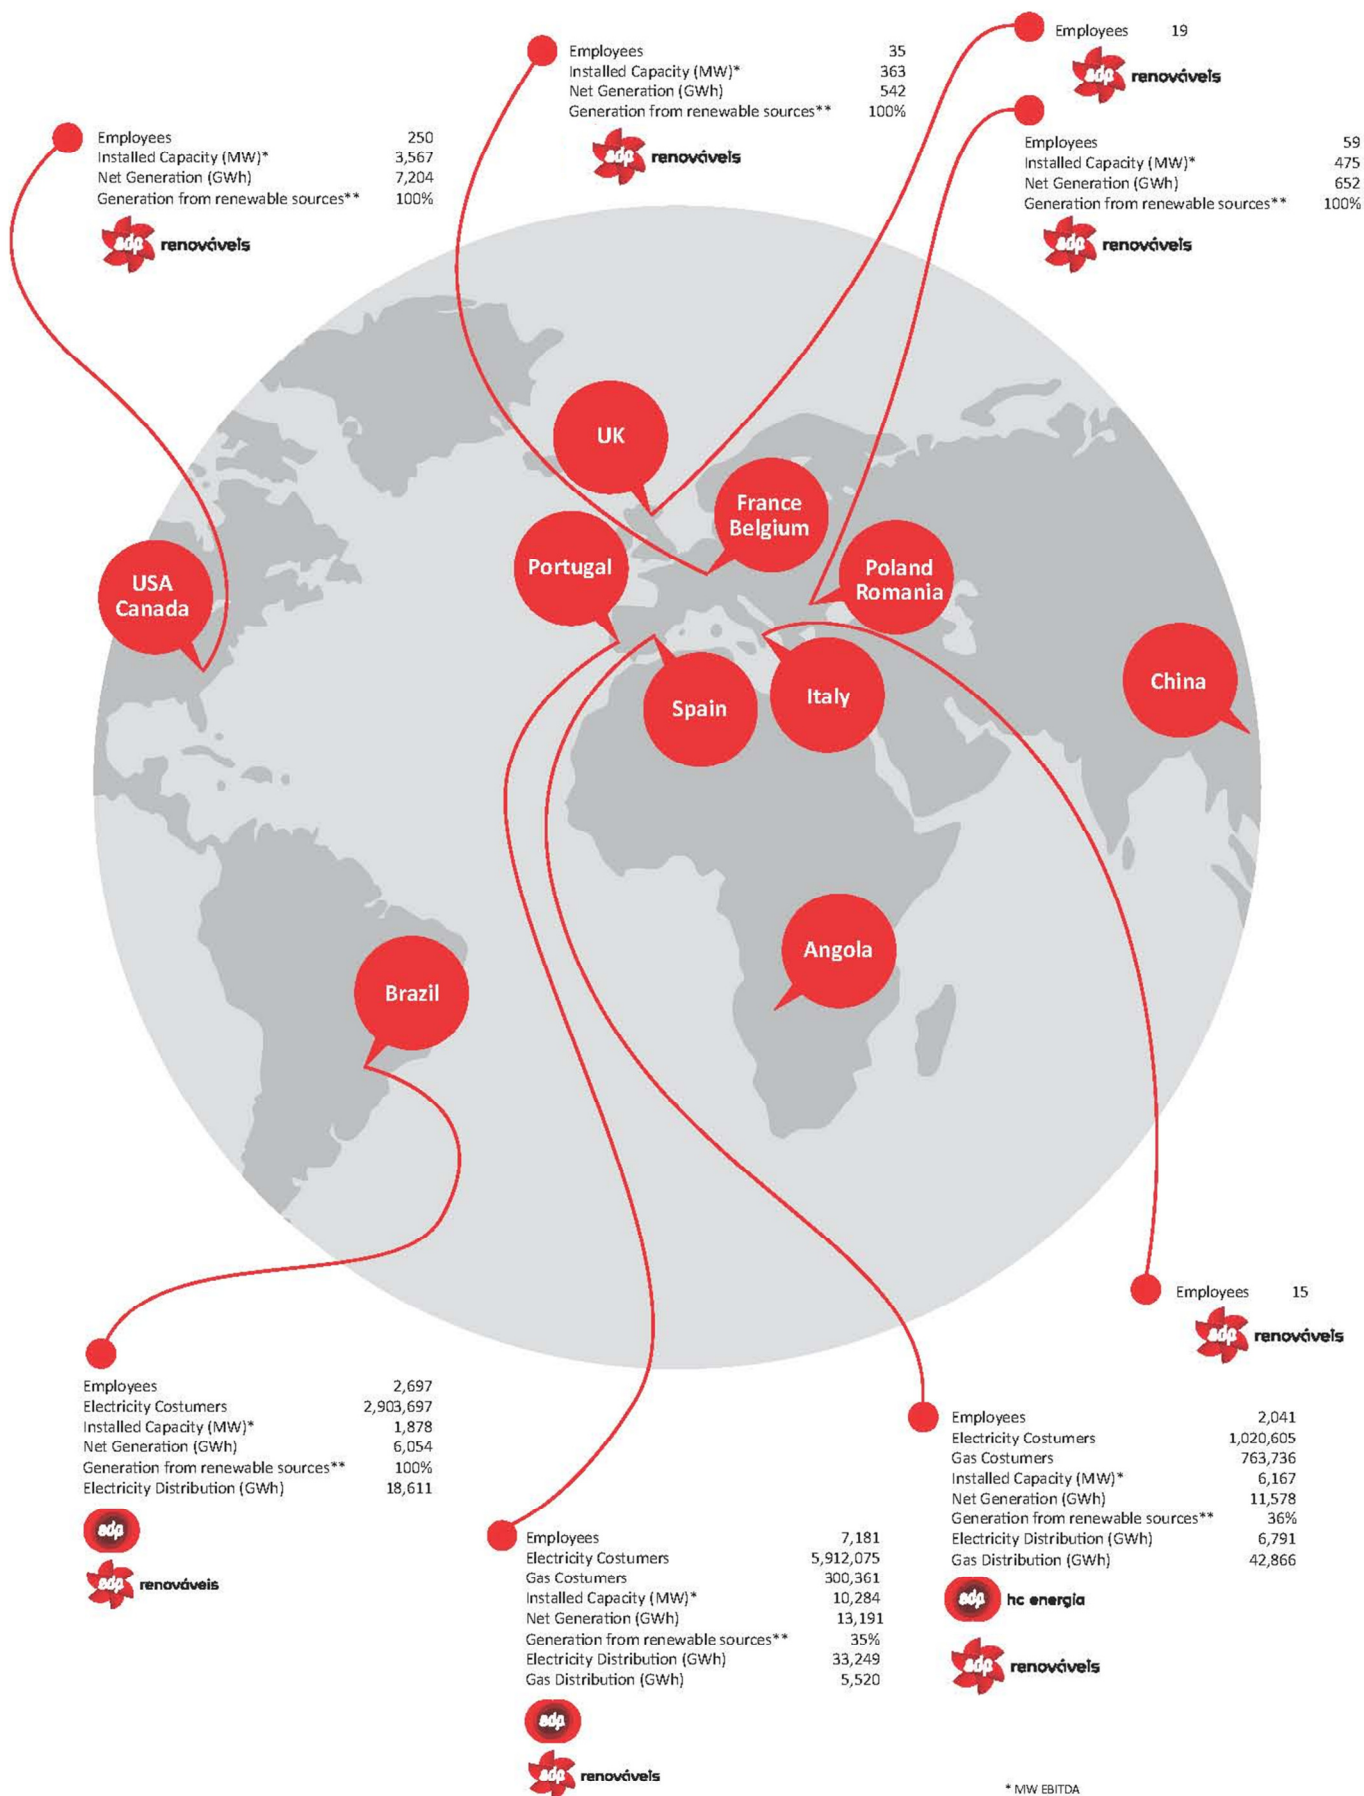 Employees 19
edp renováveis
Employees 35
Installed Capacity (MW)* 363
Net Generation (GWh) 542
Generation from renewable sources** 100%
edp renováveis
Employees 250
Installed Capacity (MW)* 3,567
Net Generation (GWh) 7,204
Generation from renewable sources** 100%
edp renováveis
Employees 59
Installed Capacity (MW)* 475
Net Generation (GWh) 652
Generation from renewable sources** 100%
edp renováveis
UK
France
Belgium
Portugal
Poland
Romania
USA
Canada
China
Italy
Spain
Angola
Brazil
Employees 15
edp renováveis
Employees 2,697
Electricity Costumers 2,903,697
Installed Capacity (MW)* 1,878
Net Generation (GWh) 6,054
Generation from renewable sources** 100%
Electricity Distribution (GWh) 18,611
edp
edp renováveis
Employees 7,181
Electricity Costumers 5,912,075
Gas Costumers 300,361
Installed Capacity (MW)* 10,284
Net Generation (GWh) 13,191
Generation from renewable sources** 35%
Electricity Distribution (GWh) 33,249
Gas Distribution (GWh) 5,520
edp
edp renováveis
Employees 2,041
Electricity Costumers 1,020,605
Gas Costumers 763,736
Installed Capacity (MW)* 6,167
Net Generation (GWh) 11,578
Generation from renewable sources** 36%
Electricity Distribution (GWh) 6,791
Gas Distribution (GWh) 42,866
edp hc energia
edp renováveis
* MW EBITDA